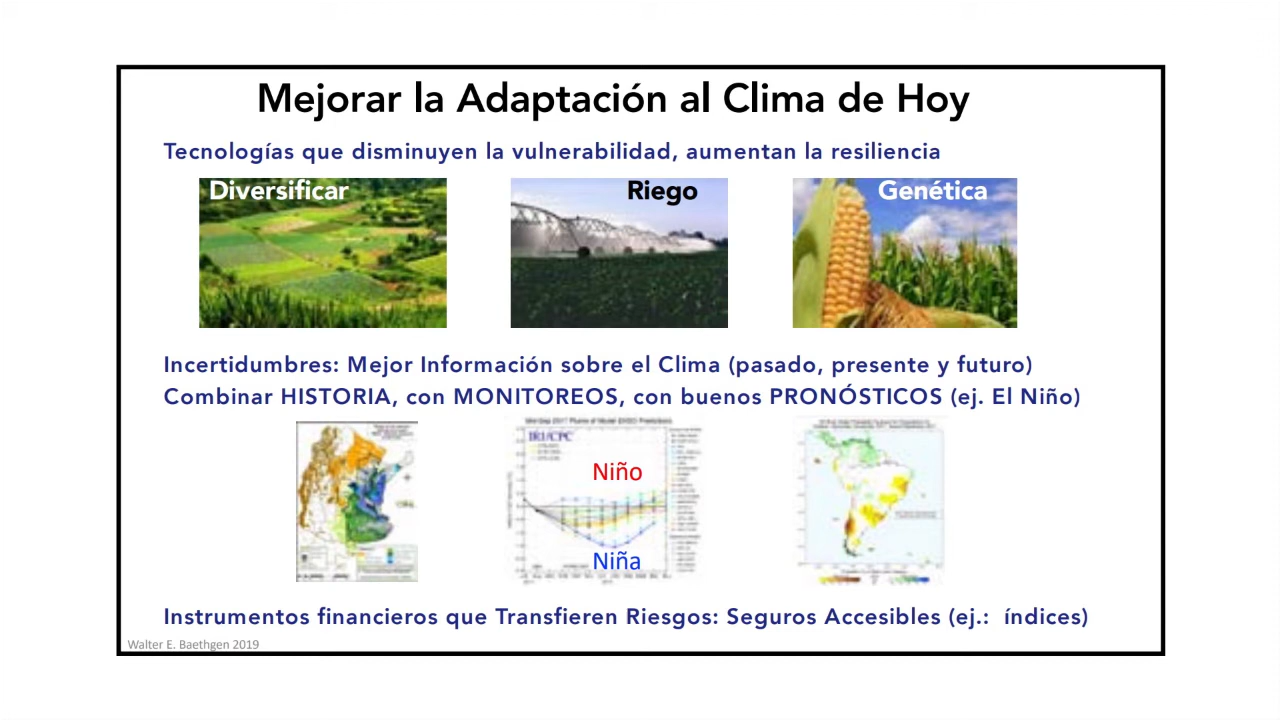 Mejorar la Adaptación al Clima de Hoy
Tecnologías que disminuyen la vulnerabilidad, aumentan la resiliencia
Diversificar
Riego
Genética
Incertidumbres: Mejor Información sobre el Clima (pasado, presente y futuro)
Combinar HISTORIA, con MONITOREOS, con buenos PRONÓSTICOS (ej. El Niño)
IRI/CPC
Niño
Niña
Instrumentos financieros que Transfieren Riesgos: Seguros Accesibles (ej.: índices)
Walter E. Baethgen 2019